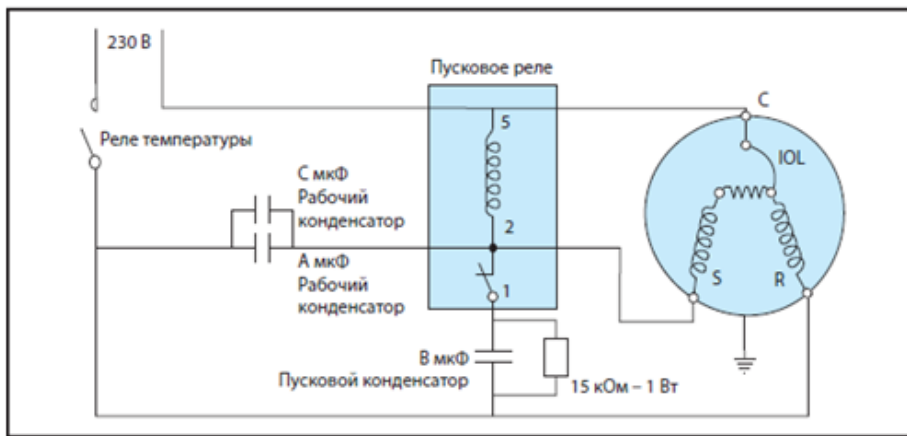 230 В
Пусковое реле
C
5
Реле температуры
IOL
С мкФ
Рабочий
конденсатор
2
А мкФ
Рабочий
конденсатор
S
R
1
В мкФ
Пусковой конденсатор
15 кОм – 1 Вт